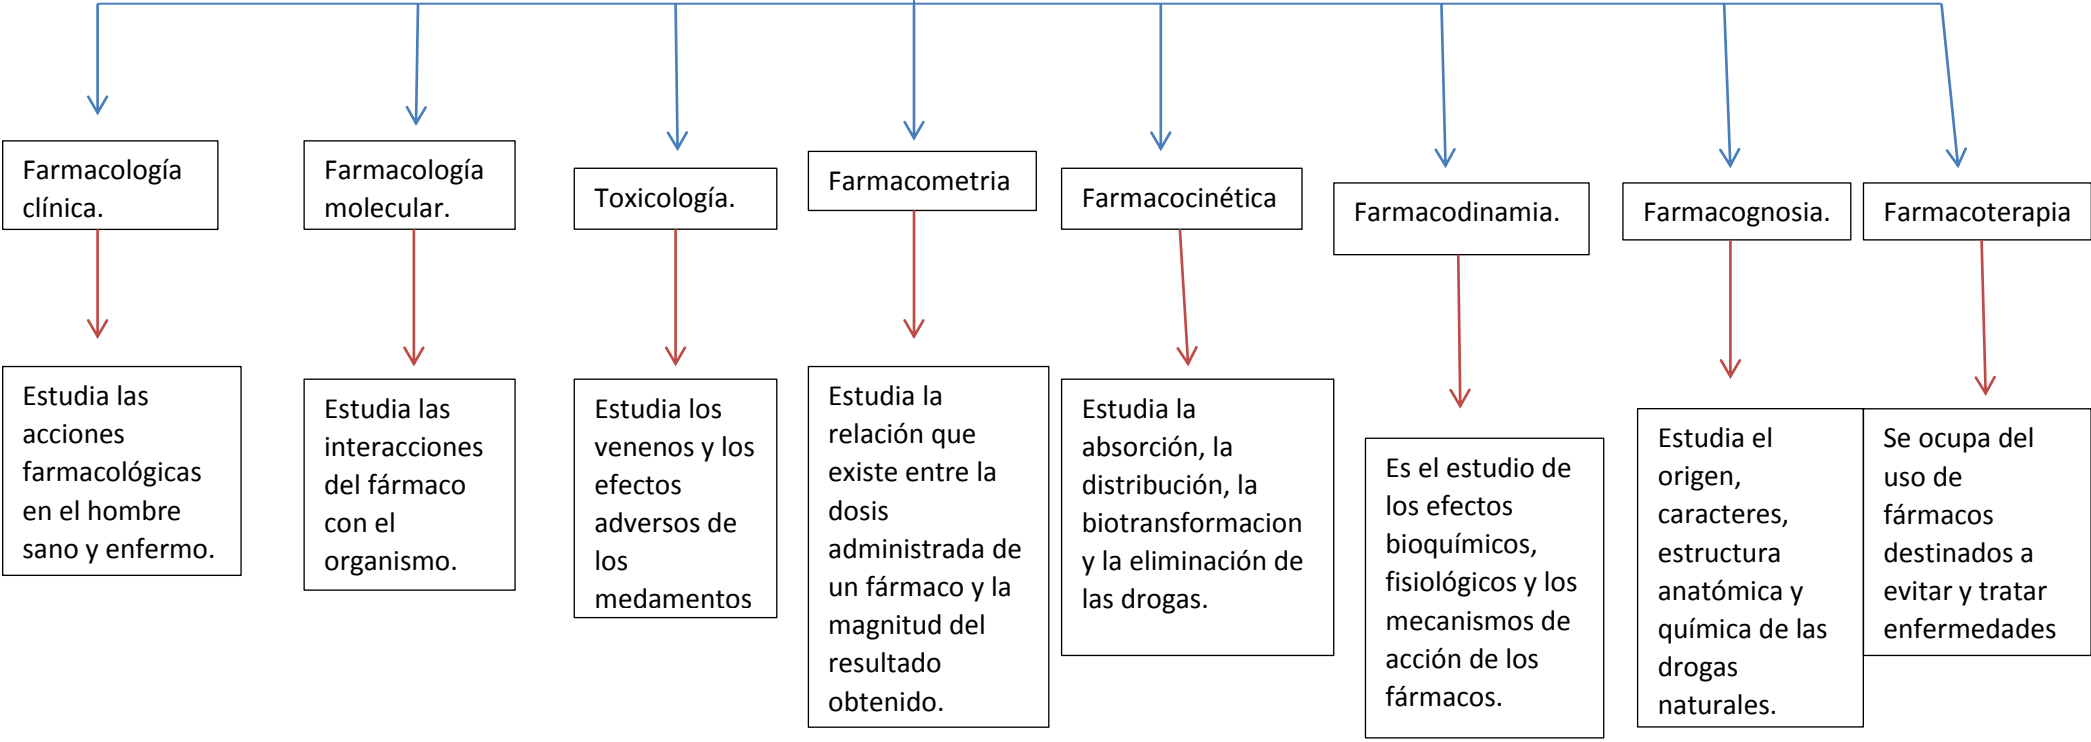 Farmacología
clínica.
Farmacología
molecular.
Toxicología.
Farmacometria
Farmacocinética
Farmacodinamia.
Farmacognosia.
Farmacoterapia
Estudia las
acciones
farmacológicas
en el hombre
sano y enfermo.
Estudia las
interacciones
del fármaco
con el
organismo.
Estudia los
venenos y los
efectos
adversos de
los
medamentos
Estudia la
relación que
existe entre la
dosis
administrada de
un fármaco y la
magnitud del
resultado
obtenido.
Estudia la
absorción, la
distribución, la
biotransformacion
y la eliminación de
las drogas.
Es el estudio de
los efectos
bioquímicos,
fisiológicos y los
mecanismos de
acción de los
fármacos.
Estudia el
origen,
caracteres,
estructura
anatómica y
química de las
drogas
naturales.
Se ocupa del
uso de
fármacos
destinados a
evitar y tratar
enfermedades